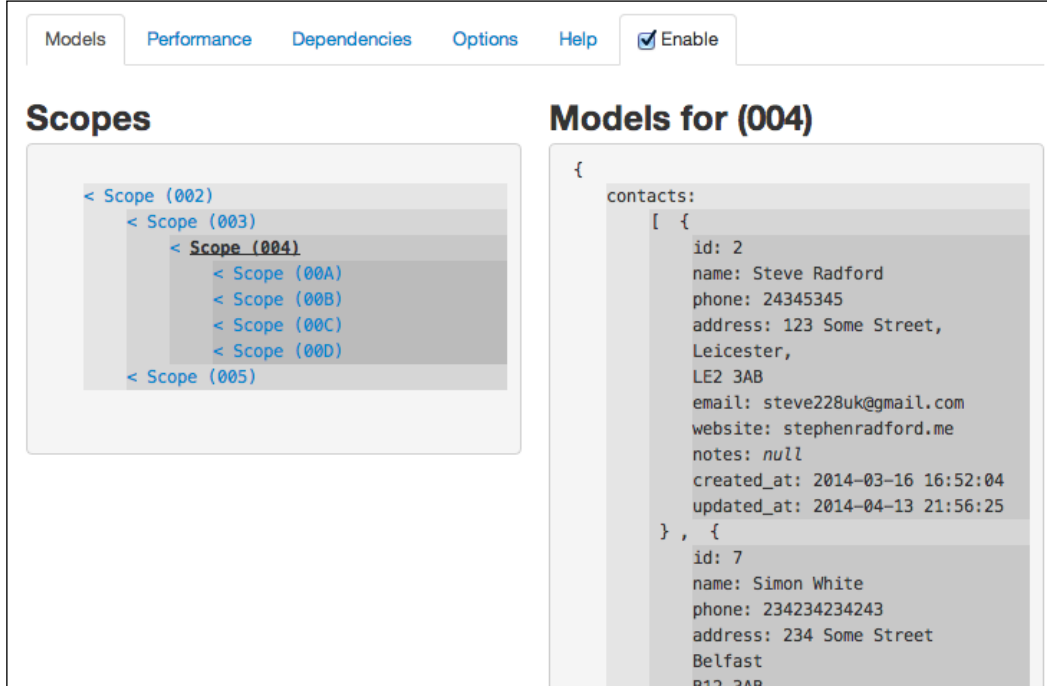 Models Performance Dependencies Options Help Enable
Scopes
< Scope (002)
< Scope (003)
< Scope (004)
< Scope (00A)
< Scope (00B)
< Scope (00C)
< Scope (00D)
< Scope (005)
Models for (004)
{
contacts:
[ {
id: 2
name: Steve Radford
phone: 24345345
address: 123 Some Street,
Leicester,
LE2 3AB
email: steve228uk@gmail.com
website: stephenradford.me
notes: null
created_at: 2014-03-16 16:52:04
updated_at: 2014-04-13 21:56:25
} , {
id: 7
name: Simon White
phone: 234234234243
address: 234 Some Street
Belfast
B12 3AB